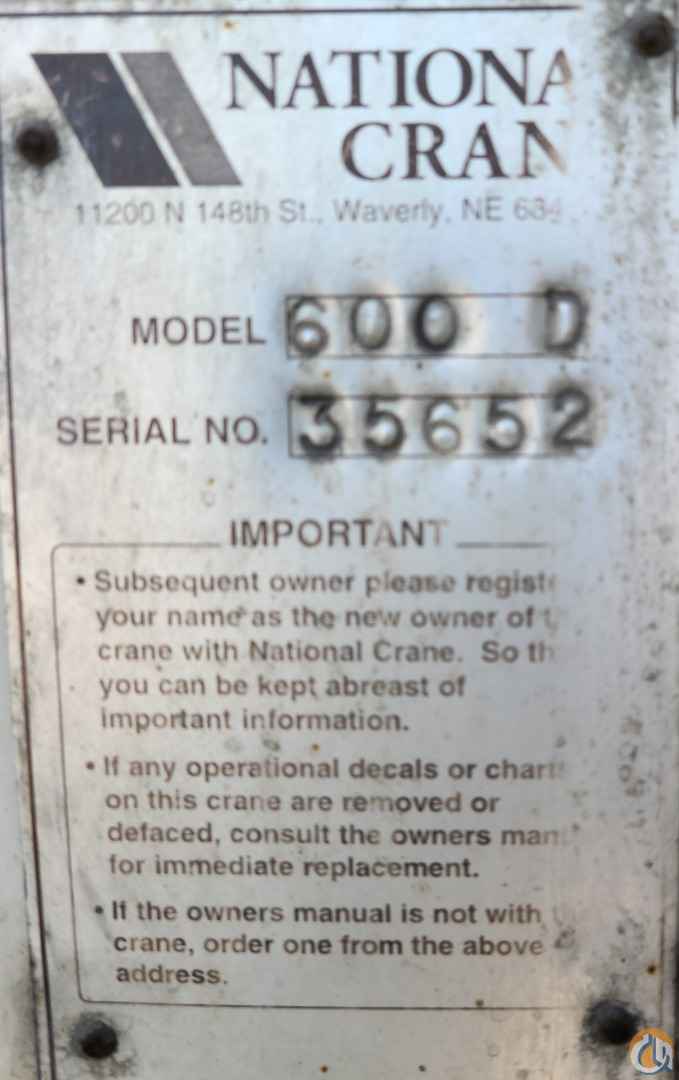 NATIONA
CRAN
11200 N 148th St., Waverly, NE 684
MODEL 600 D
SERIAL NO. 35652
IMPORTANT
• Subsequent owner please registe
your name as the new owner of t
crane with National Crane. So th
you can be kept abreast of
important information.
• If any operational decals or charts
on this crane are removed or
defaced, consult the owners man
for immediate replacement.
• If the owners manual is not with
crane, order one from the above
address.